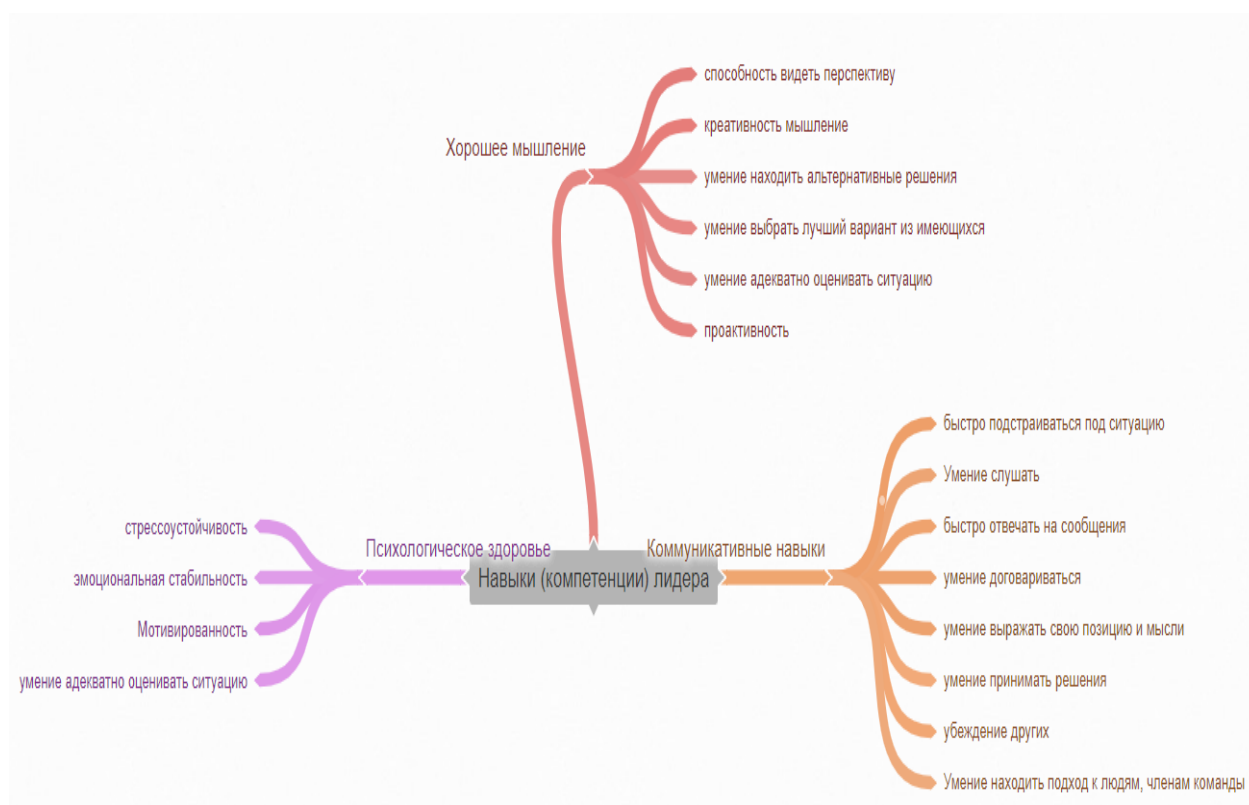 способность видеть перспективу
креативность мышление
Хорошее мышление
умение находить альтернативные решения
умение выбрать лучший вариант из имеющихся
умение адекватно оценивать ситуацию
проактивность
быстро подстраиваться под ситуацию
Умение слушать
быстро отвечать на сообщения
умение договариваться
умение выражать свою позицию и мысли
умение принимать решения
убеждение других
Умение находить подход к людям, членам команды
Коммуникативные навыки
Навыки (компетенции) лидера
Психологическое здоровье
стрессоустойчивость
эмоциональная стабильность
Мотивированность
умение адекватно оценивать ситуацию